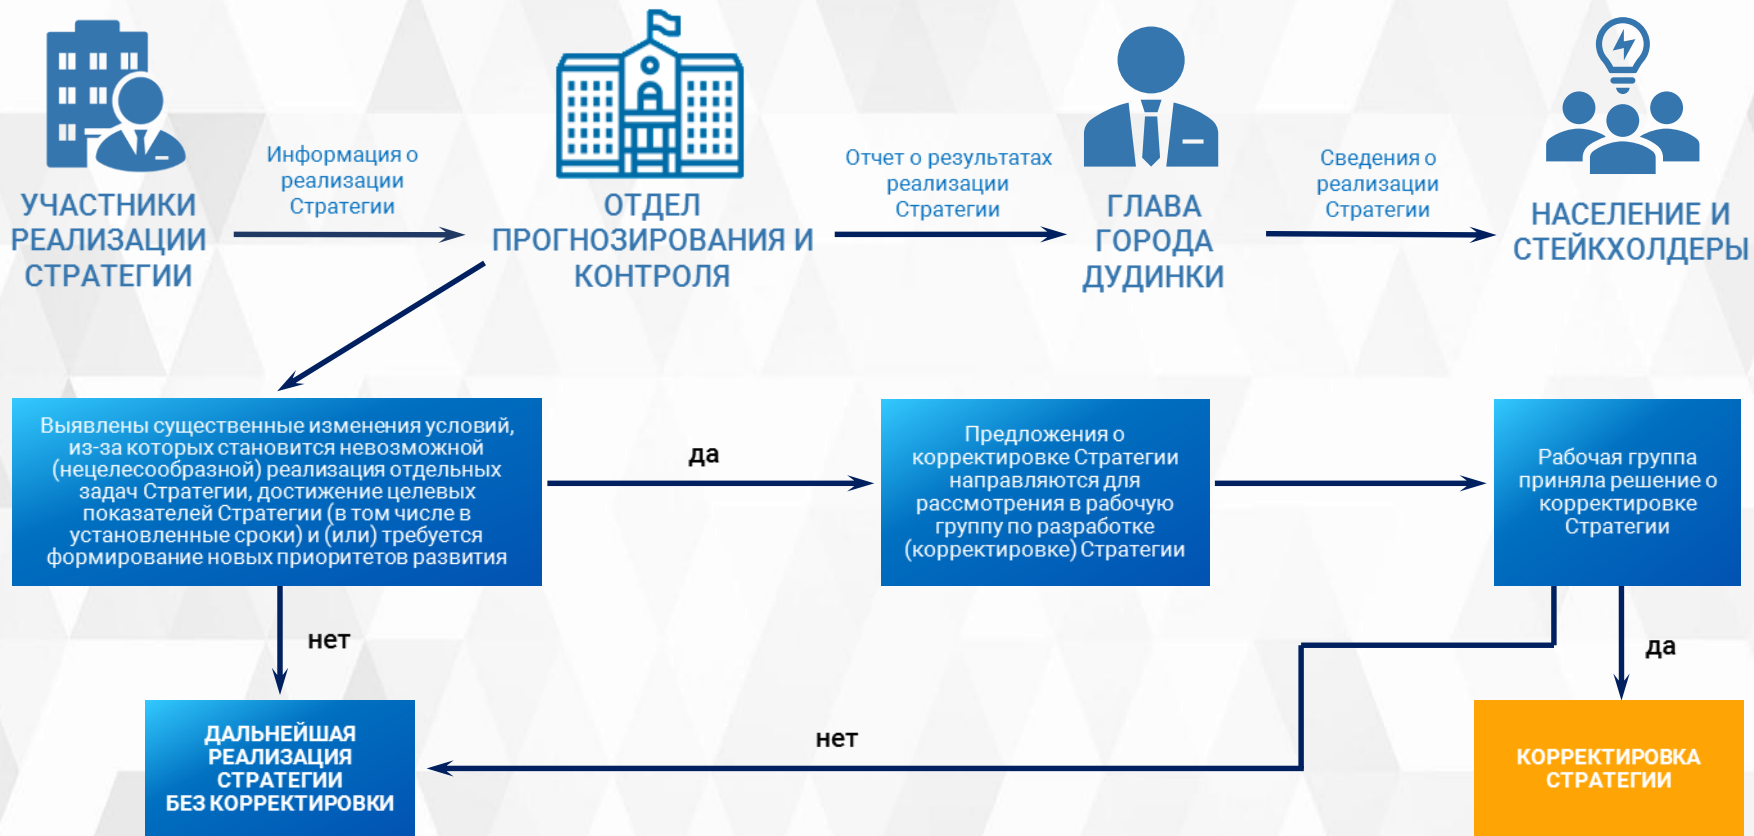 Информация о
реализации
Стратегии
Отчет о результатах
реализации
Стратегии
Сведения о
реализации
Стратегии
УЧАСТНИКИ
РЕАЛИЗАЦИИ
СТРАТЕГИИ
ОТДЕЛ
ПРОГНОЗИРОВАНИЯ И
КОНТРОЛЯ
ГЛАВА
ГОРОДА
ДУДИНКИ
НАСЕЛЕНИЕ И
СТЕЙКХОЛДЕРЫ
Выявлены существенные изменения условий,
из-за которых становится невозможной
(нецелесообразной) реализация отдельных
задач Стратегии, достижение целевых
показателей Стратегии (в том числе в
установленные сроки) и (или) требуется
формирование новых приоритетов развития
да
Предложения о
корректировке Стратегии
направляются для
рассмотрения в рабочую
группу по разработке
(корректировке) Стратегии
Рабочая группа
приняла решение о
корректировке
Стратегии
нет
да
нет
ДАЛЬНЕЙШАЯ
РЕАЛИЗАЦИЯ
СТРАТЕГИИ
БЕЗ КОРРЕКТИРОВКИ
КОРРЕКТИРОВКА
СТРАТЕГИИ